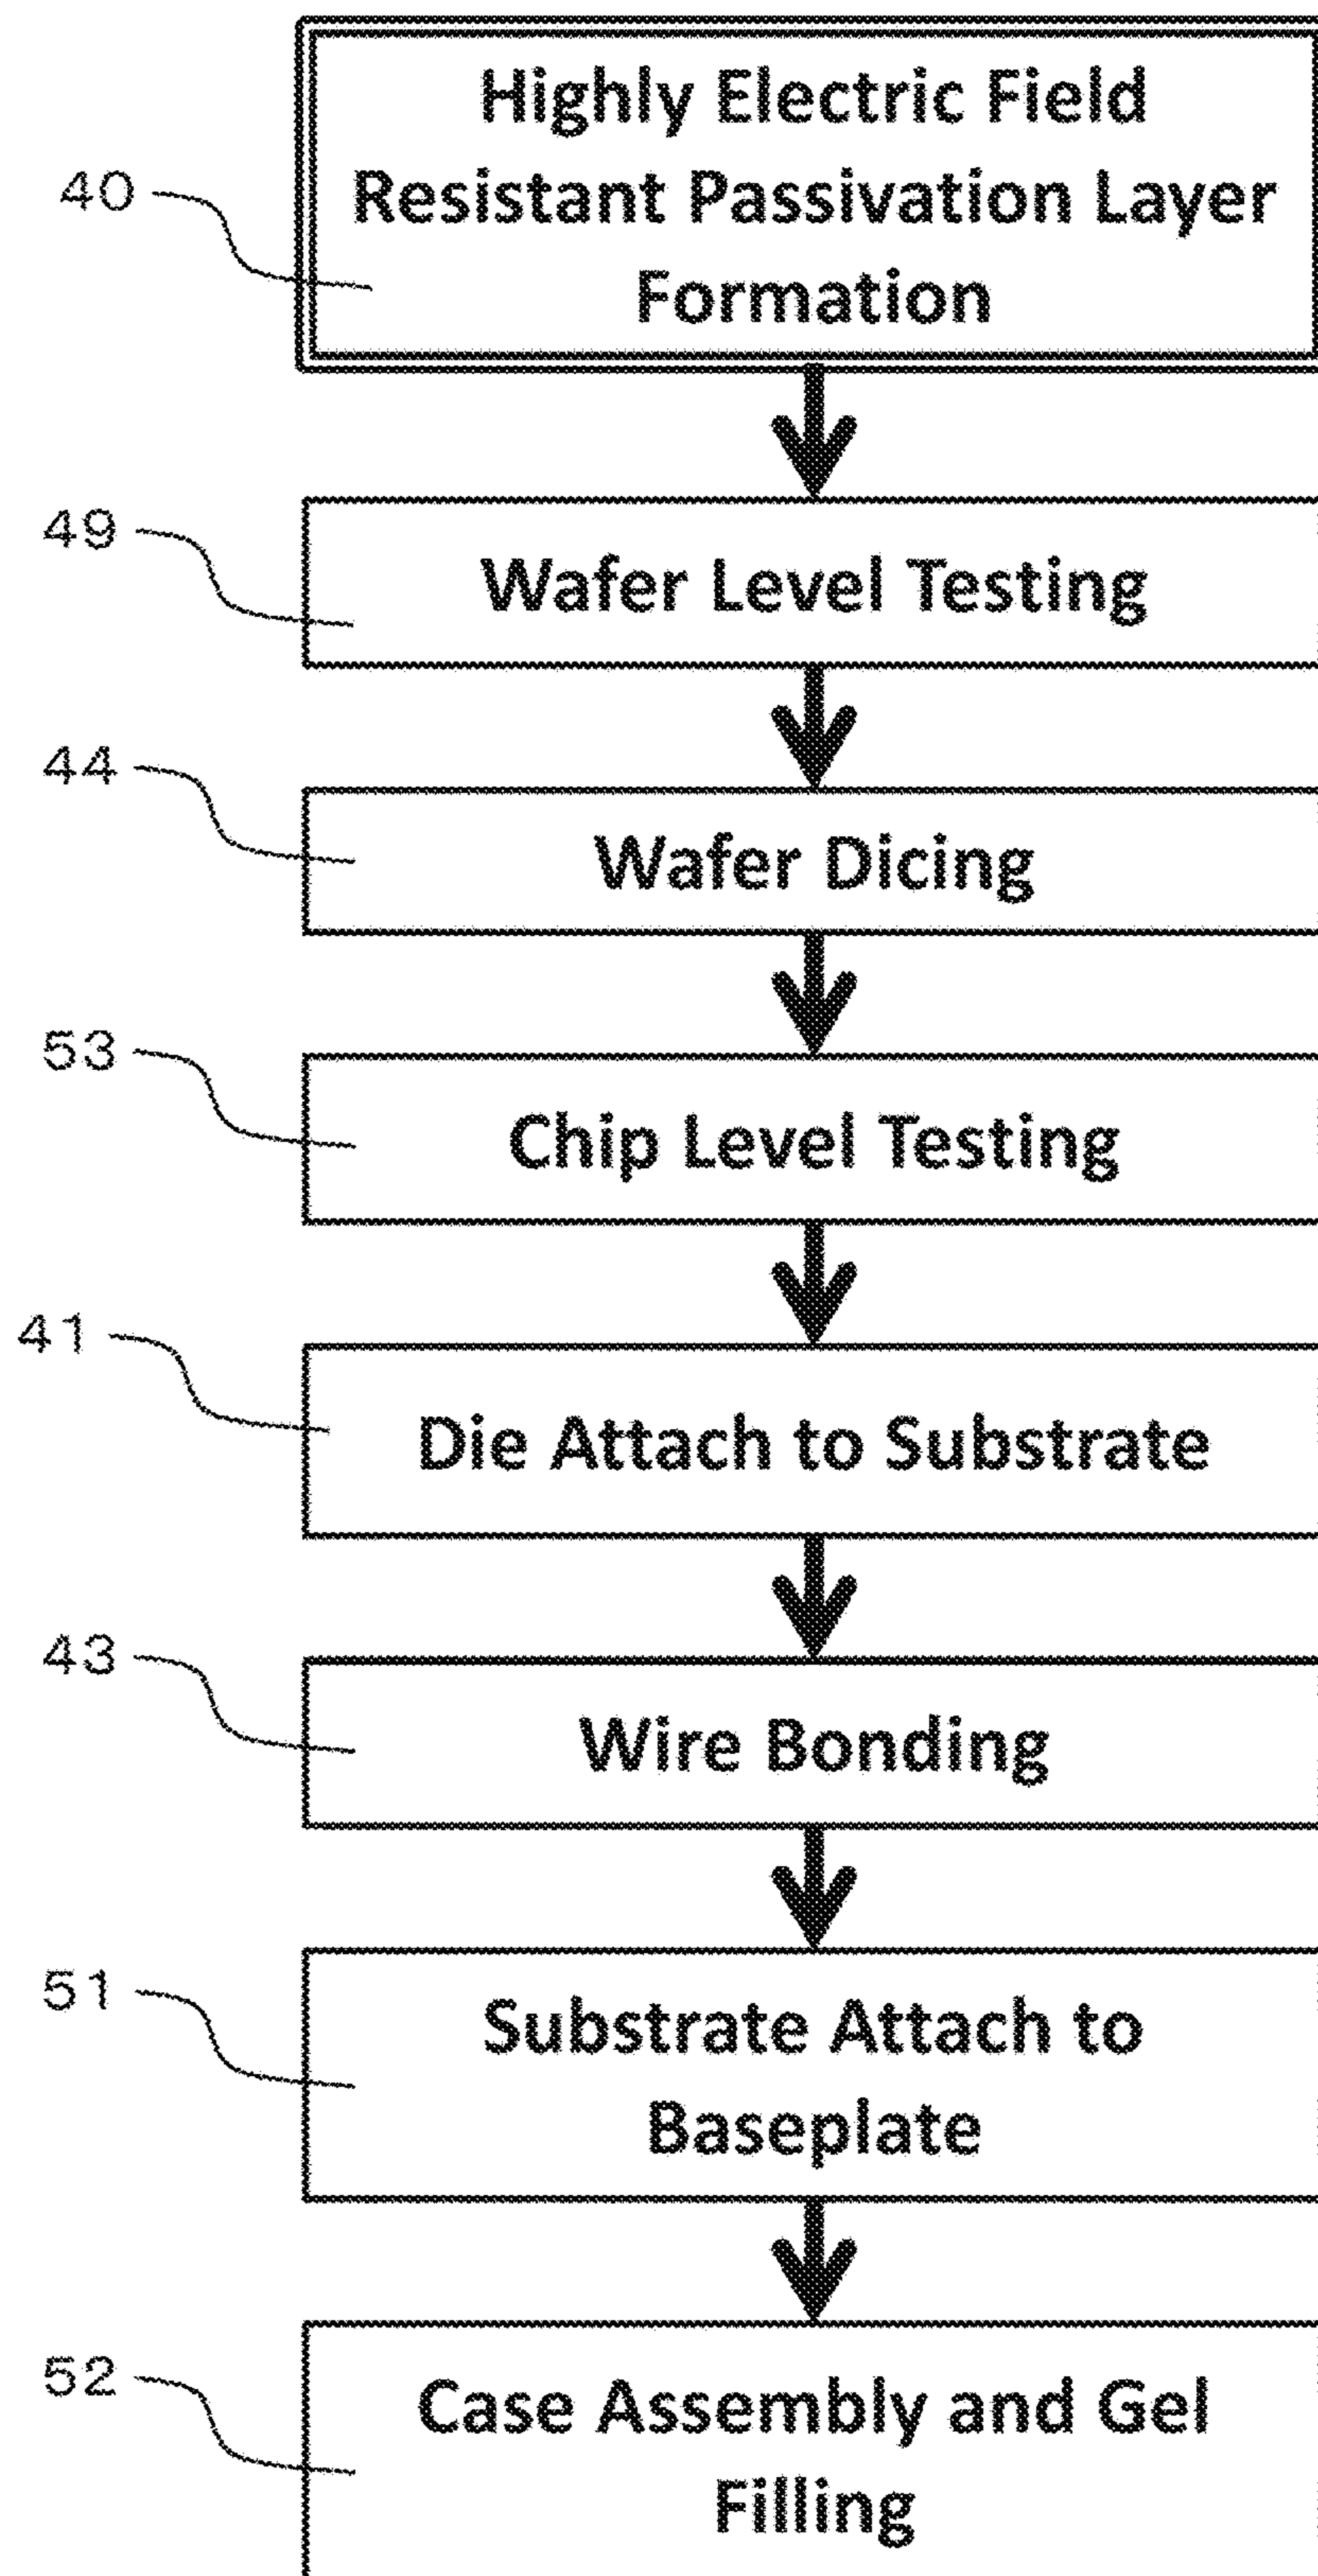 Highly Electric Field
40
Resistant Passivation Layer
Formation
49
Wafer Level Testing
44
Wafer Dicing
53
Chip Level Testing
41
Die Attach to Substrate
43
Wire Bonding
51
Substrate Attach to
Baseplate
52
Case Assembly and Gel
Filling